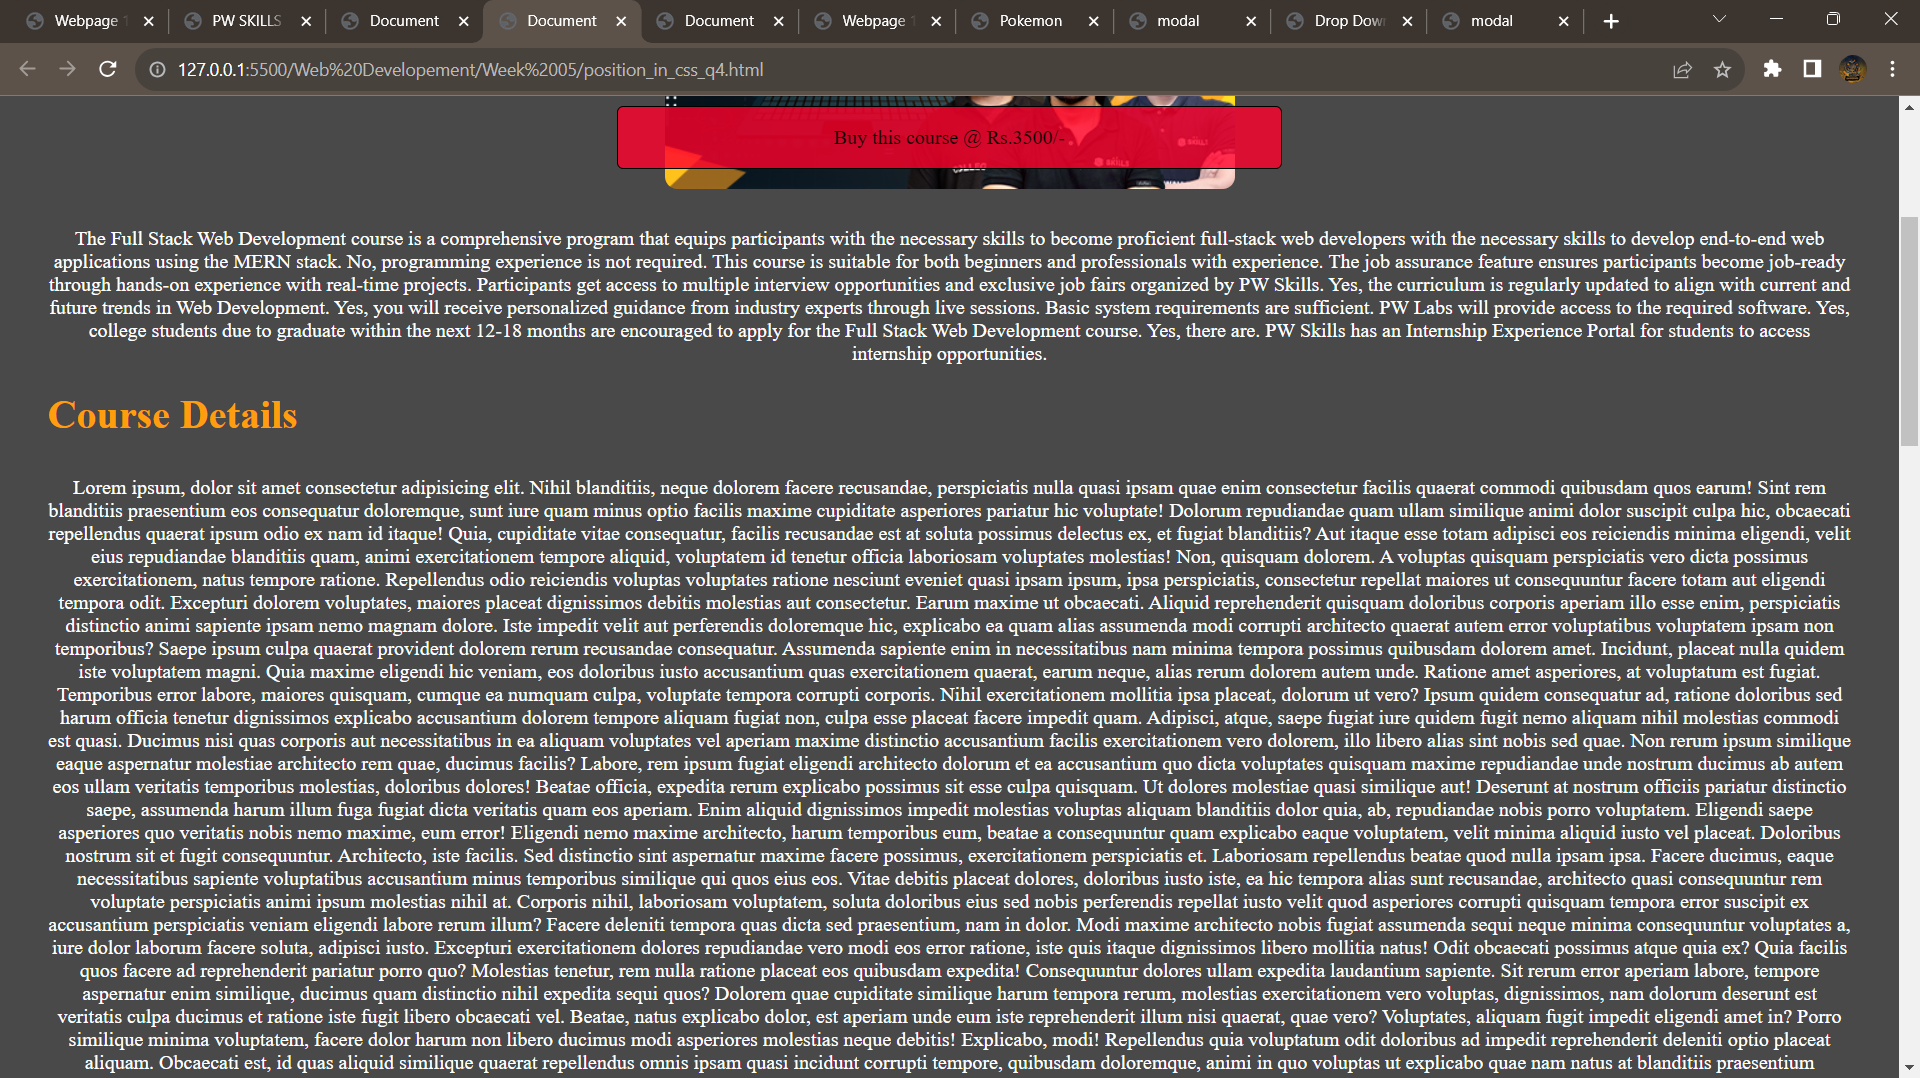 Webpage 1
PW SKILLS
Document
Document
Document
Webpage 1
Pokemon
modal
Drop Dow
modal
127.0.0.1:5500/Web%20Developement/Week%2005/position_in_css_q4.html
Buy this course @ Rs.3500/-
The Full Stack Web Development course is a comprehensive program that equips participants with the necessary skills to become proficient full-stack web developers with the necessary skills to develop end-to-end web
applications using the MERN stack. No, programming experience is not required. This course is suitable for both beginners and professionals with experience. The job assurance feature ensures participants become job-ready
through hands-on experience with real-time projects. Participants get access to multiple interview opportunities and exclusive job fairs organized by PW Skills. Yes, the curriculum is regularly updated to align with current and
future trends in Web Development. Yes, you will receive personalized guidance from industry experts through live sessions. Basic system requirements are sufficient. PW Labs will provide access to the required software. Yes,
college students due to graduate within the next 12-18 months are encouraged to apply for the Full Stack Web Development course. Yes, there are. PW Skills has an Internship Experience Portal for students to access
internship opportunities.
Course Details
Lorem ipsum, dolor sit amet consectetur adipisicing elit. Nihil blanditiis, neque dolorem facere recusandae, perspiciatis nulla quasi ipsam quae enim consectetur facilis quaerat commodi quibusdam quos earum! Sint rem
blanditiis praesentium eos consequatur doloremque, sunt iure quam minus optio facilis maxime cupiditate asperiores pariatur hic voluptate! Dolorum repudiandae quam ullam similique animi dolor suscipit culpa hic, obcaecati
repellendus quaerat ipsum odio ex nam id itaque! Quia, cupiditate vitae consequatur, facilis recusandae est at soluta possimus delectus ex, et fugiat blanditiis? Aut itaque esse totam adipisci eos reiciendis minima eligendi, velit
eius repudiandae blanditiis quam, animi exercitationem tempore aliquid, voluptatem id tenetur officia laboriosam voluptates molestias! Non, quisquam dolorem. A voluptas quisquam perspiciatis vero dicta possimus
exercitationem, natus tempore ratione. Repellendus odio reiciendis voluptas voluptates ratione nesciunt eveniet quasi ipsam ipsum, ipsa perspiciatis, consectetur repellat maiores ut consequuntur facere totam aut eligendi
tempora odit. Excepturi dolorem voluptates, maiores placeat dignissimos debitis molestias aut consectetur. Earum maxime ut obcaecati. Aliquid reprehenderit quisquam doloribus corporis aperiam illo esse enim, perspiciatis
distinctio animi sapiente ipsam nemo magnam dolore. Iste impedit velit aut perferendis doloremque hic, explicabo ea quam alias assumenda modi corrupti architecto quaerat autem error voluptatibus voluptatem ipsam non
temporibus? Saepe ipsum culpa quaerat provident dolorem rerum recusandae consequatur. Assumenda sapiente enim in necessitatibus nam minima tempora possimus quibusdam dolorem amet. Incidunt, placeat nulla quidem
iste voluptatem magni. Quia maxime eligendi hic veniam, eos doloribus iusto accusantium quas exercitationem quaerat, earum neque, alias rerum dolorem autem unde. Ratione amet asperiores, at voluptatum est fugiat.
Temporibus error labore, maiores quisquam, cumque ea numquam culpa, voluptate tempora corrupti corporis. Nihil exercitationem mollitia ipsa placeat, dolorum ut vero? Ipsum quidem consequatur ad, ratione doloribus sed
harum officia tenetur dignissimos explicabo accusantium dolorem tempore aliquam fugiat non, culpa esse placeat facere impedit quam. Adipisci, atque, saepe fugiat iure quidem fugit nemo aliquam nihil molestias commodi
est quasi. Ducimus nisi quas corporis aut necessitatibus in ea aliquam voluptates vel aperiam maxime distinctio accusantium facilis exercitationem vero dolorem, illo libero alias sint nobis sed quae. Non rerum ipsum similique
eaque aspernatur molestiae architecto rem quae, ducimus facilis? Labore, rem ipsum fugiat eligendi architecto dolorum et ea accusantium quo dicta voluptates quisquam maxime repudiandae unde nostrum ducimus ab autem
eos ullam veritatis temporibus molestias, doloribus dolores! Beatae officia, expedita rerum explicabo possimus sit esse culpa quisquam. Ut dolores molestiae quasi similique aut! Deserunt at nostrum officiis pariatur distinctio
saepe, assumenda harum illum fuga fugiat dicta veritatis quam eos aperiam. Enim aliquid dignissimos impedit molestias voluptas aliquam blanditiis dolor quia, ab, repudiandae nobis porro voluptatem. Eligendi saepe
asperiores quo veritatis nobis nemo maxime, eum error! Eligendi nemo maxime architecto, harum temporibus eum, beatae a consequuntur quam explicabo eaque voluptatem, velit minima aliquid iusto vel placeat. Doloribus
nostrum sit et fugit consequuntur. Architecto, iste facilis. Sed distinctio sint aspernatur maxime facere possimus, exercitationem perspiciatis et. Laboriosam repellendus beatae quod nulla ipsam ipsa. Facere ducimus, eaque
necessitatibus sapiente voluptatibus accusantium minus temporibus similique qui quos eius eos. Vitae debitis placeat dolores, doloribus iusto iste, ea hic tempora alias sunt recusandae, architecto quasi consequuntur rem
voluptate perspiciatis animi ipsum molestias nihil at. Corporis nihil, laboriosam voluptatem, soluta doloribus eius sed nobis perferendis repellat iusto velit quod asperiores corrupti quisquam tempora error suscipit ex
accusantium perspiciatis veniam eligendi labore rerum illum? Facere deleniti tempora quas dicta sed praesentium, nam in dolor. Modi maxime architecto nobis fugiat assumenda sequi neque minima consequuntur voluptates a,
iure dolor laborum facere soluta, adipisci iusto. Excepturi exercitationem dolores repudiandae vero modi eos error ratione, iste quis itaque dignissimos libero mollitia natus! Odit obcaecati possimus atque quia ex? Quia facilis
quos facere ad reprehenderit pariatur porro quo? Molestias tenetur, rem nulla ratione placeat eos quibusdam expedita! Consequuntur dolores ullam expedita laudantium sapiente. Sit rerum error aperiam labore, tempore
aspernatur enim similique, ducimus quam distinctio nihil expedita sequi quos? Dolorem quae cupiditate similique harum tempora rerum, molestias exercitationem vero voluptas, dignissimos, nam dolorum deserunt est
veritatis culpa ducimus et ratione iste fugit libero obcaecati vel. Beatae, natus explicabo dolor, est aperiam unde eum iste reprehenderit illum nisi quaerat, quae vero? Voluptates, aliquam fugit impedit eligendi amet in? Porro
similique minima voluptatem, facere dolor harum non libero ducimus modi asperiores molestias neque debitis! Explicabo, modi! Repellendus quia voluptatum odit doloribus ad impedit reprehenderit deleniti optio placeat
aliquam. Obcaecati est, id quas aliquid similique quaerat repellendus omnis ipsam quasi incidunt corrupti tempore, quibusdam doloremque, animi in quo voluptas ut explicabo quae nam natus at blanditiis praesentium